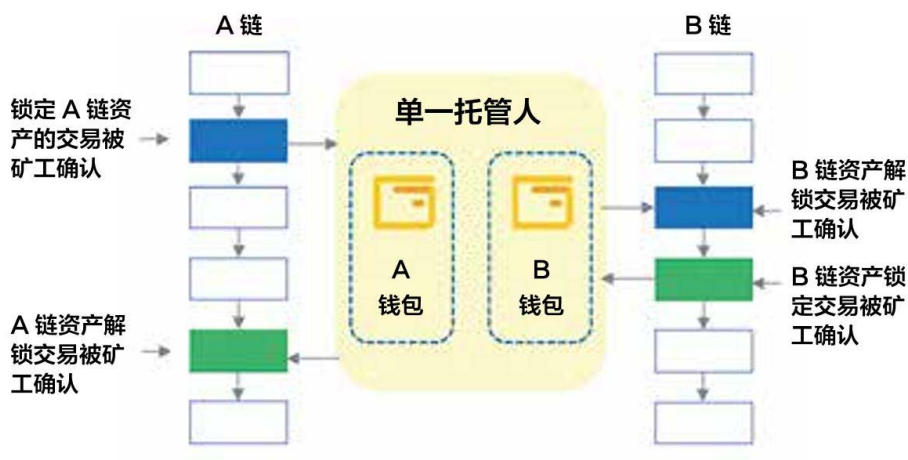 A 链
B 链
锁定 A 链资
产的交易被
矿工确认
单一托管人
A
钱包
B
钱包
B 链资产解
锁交易被矿
工确认
B 链资产锁
定交易被矿
工确认
A 链资产解
锁交易被矿
工确认